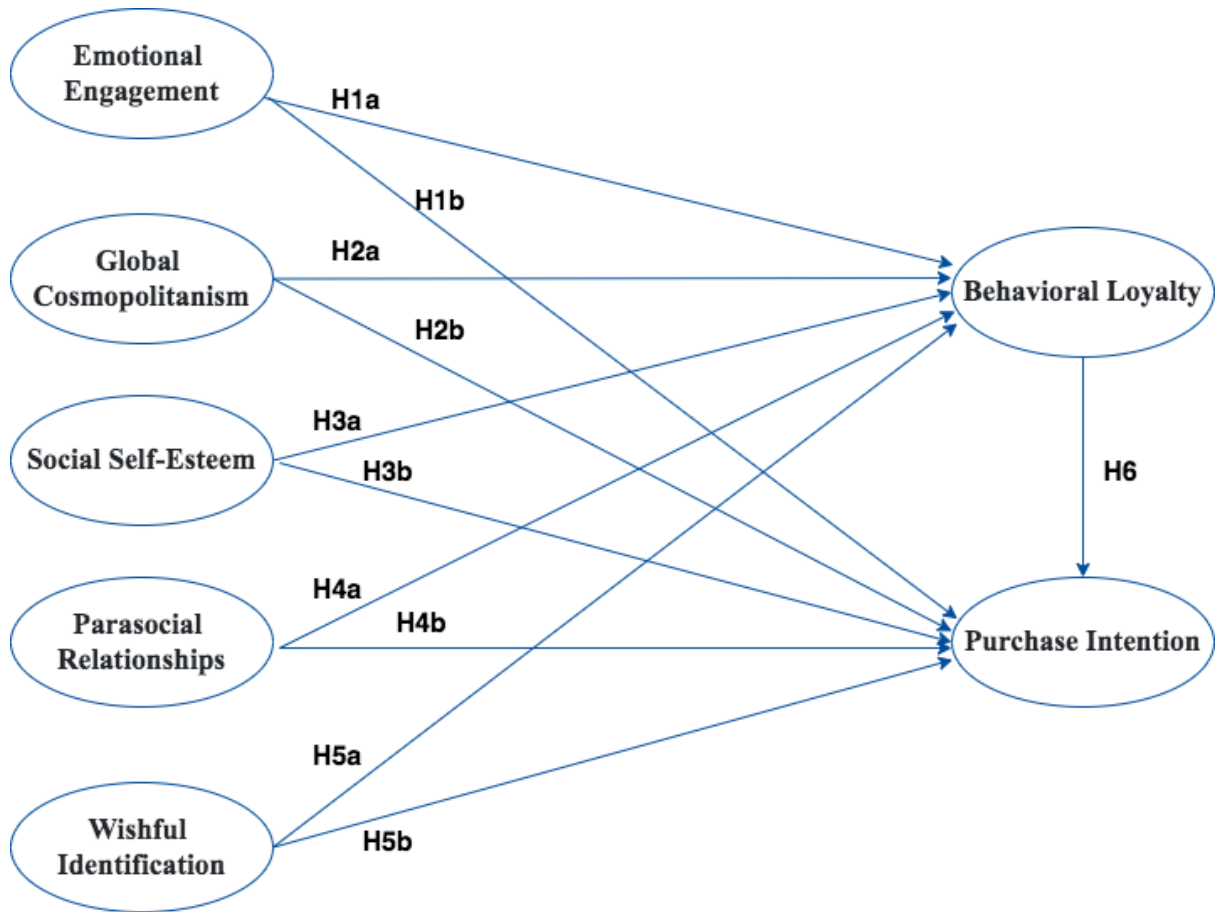 Emotional
Engagement
H1a
H1b
Global
Cosmopolitanism
H2a
Behavioral Loyalty
H2b
Social Self-Esteem
H3a
H3b
H6
Parasocial
Relationships
H4a
H4b
Purchase Intention
H5a
Wishful
Identification
H5b